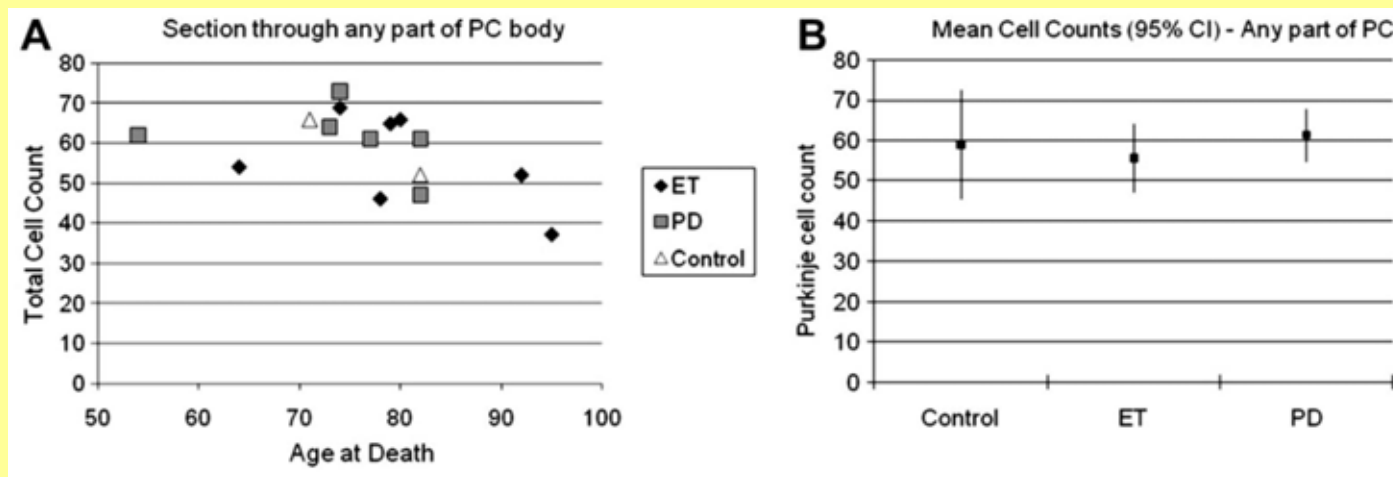 A
Section through any part of PC body
80
70
60
50
40
30
20
10
0
Total Cell Count
50 60 70 80 90 100
Age at Death
ET
PD
Control
B
Mean Cell Counts (95% CI) - Any part of PC
80
70
60
50
40
30
20
10
0
Purkinje cell count
Control ET PD